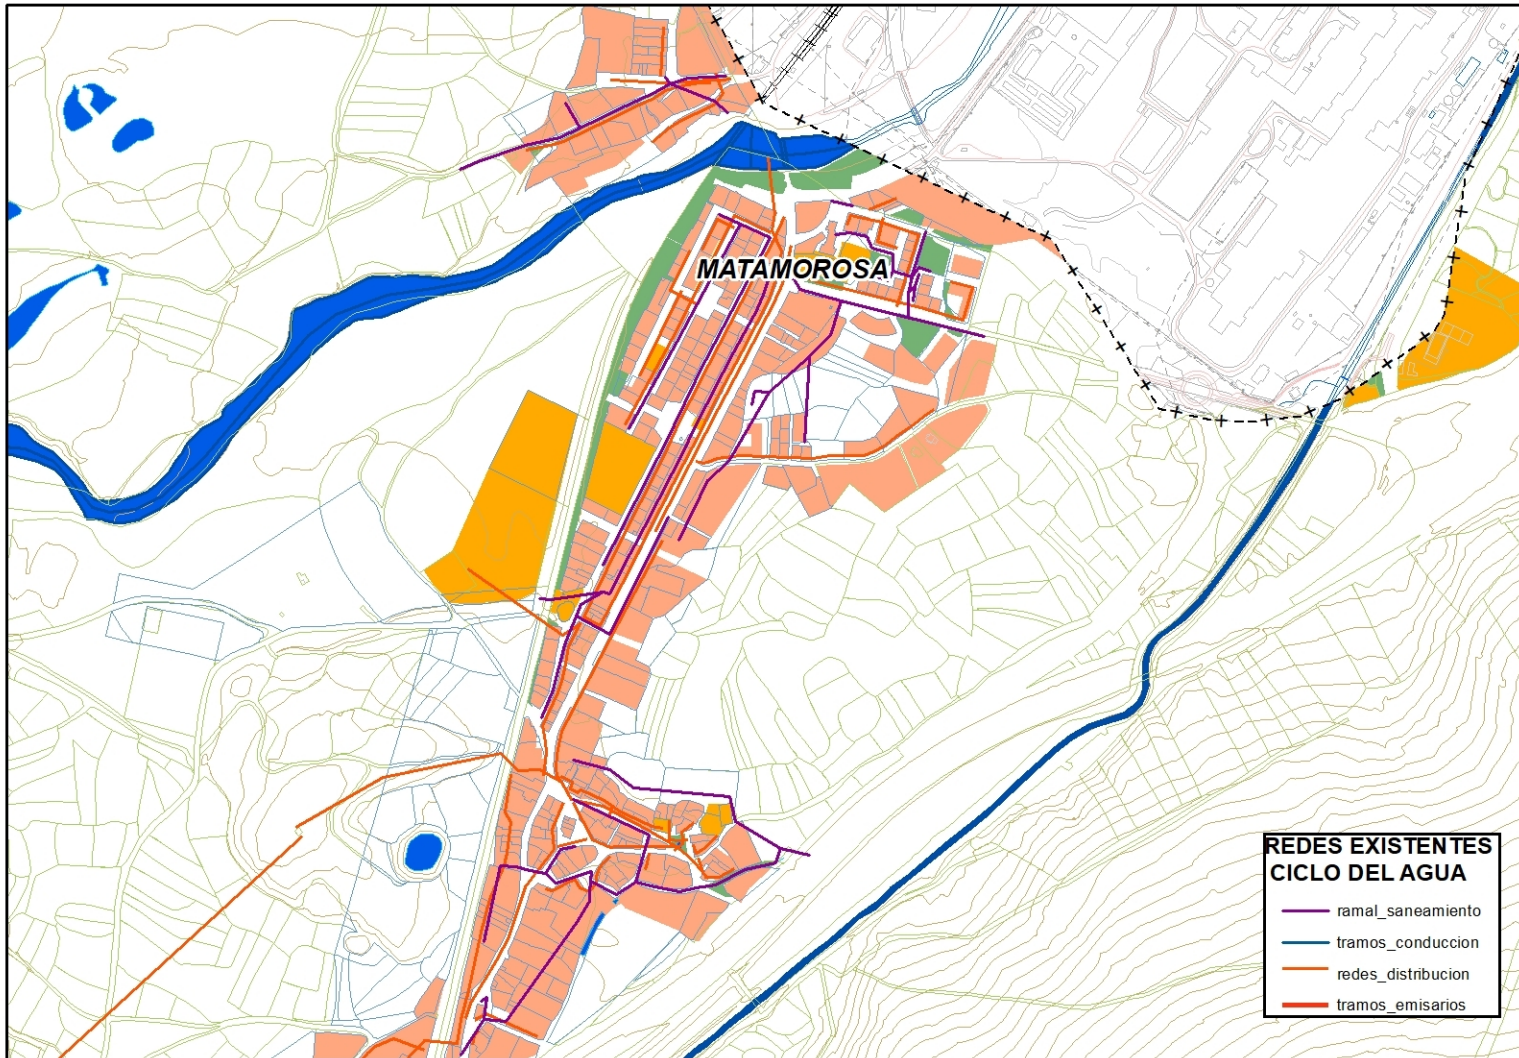 MATAMOROSA
REDES EXISTENTES
CICLO DEL AGUA
ramal_saneamiento
tramos_conduccion
redes_distribucion
tramos_emisarios